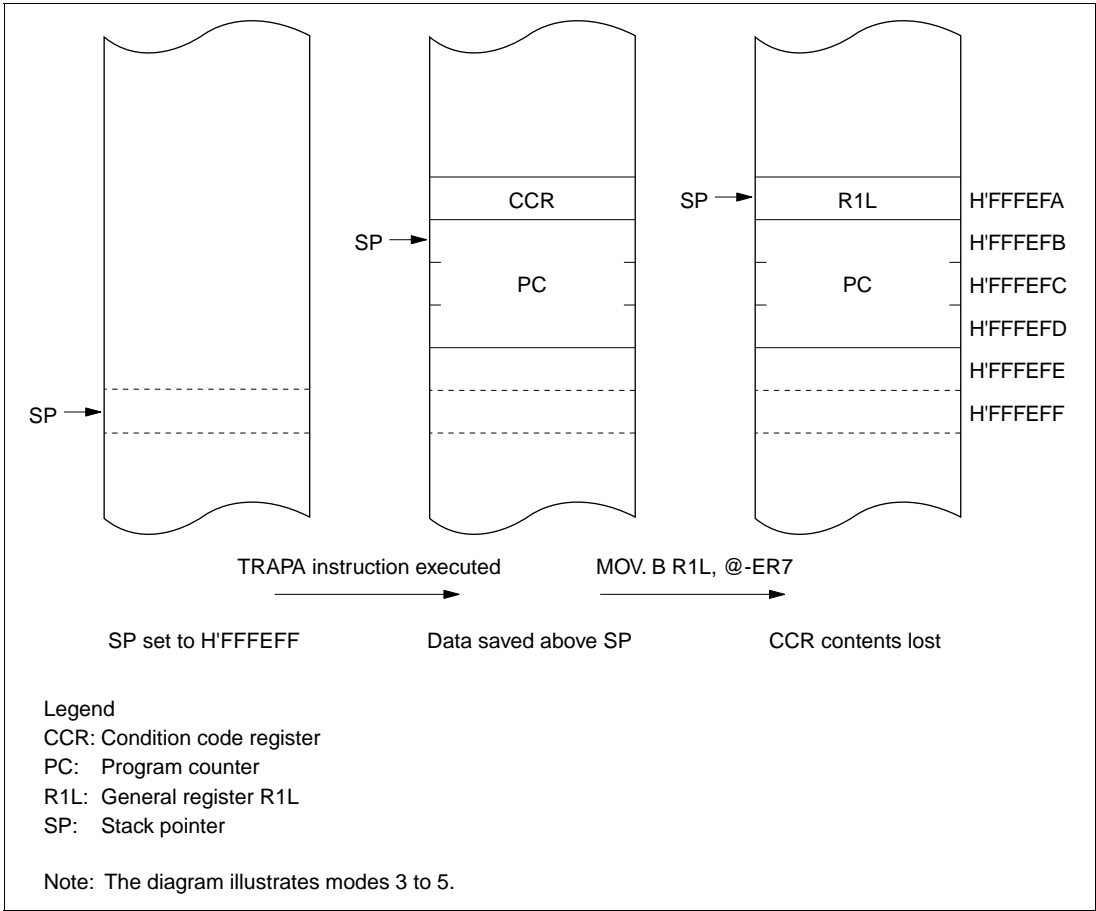 CCR
SP
R1L
H'FFFEFA
SP
H'FFFEFB
PC
PC
H'FFFEFC
H'FFFEFD
H'FFFEFE
SP
H'FFFEFF
TRAPA instruction executed
MOV. B R1L, @-ER7
SP set to H'FFFEFF
Data saved above SP
CCR contents lost
Legend
CCR: Condition code register
PC: Program counter
R1L: General register R1L
SP: Stack pointer
Note: The diagram illustrates modes 3 to 5.